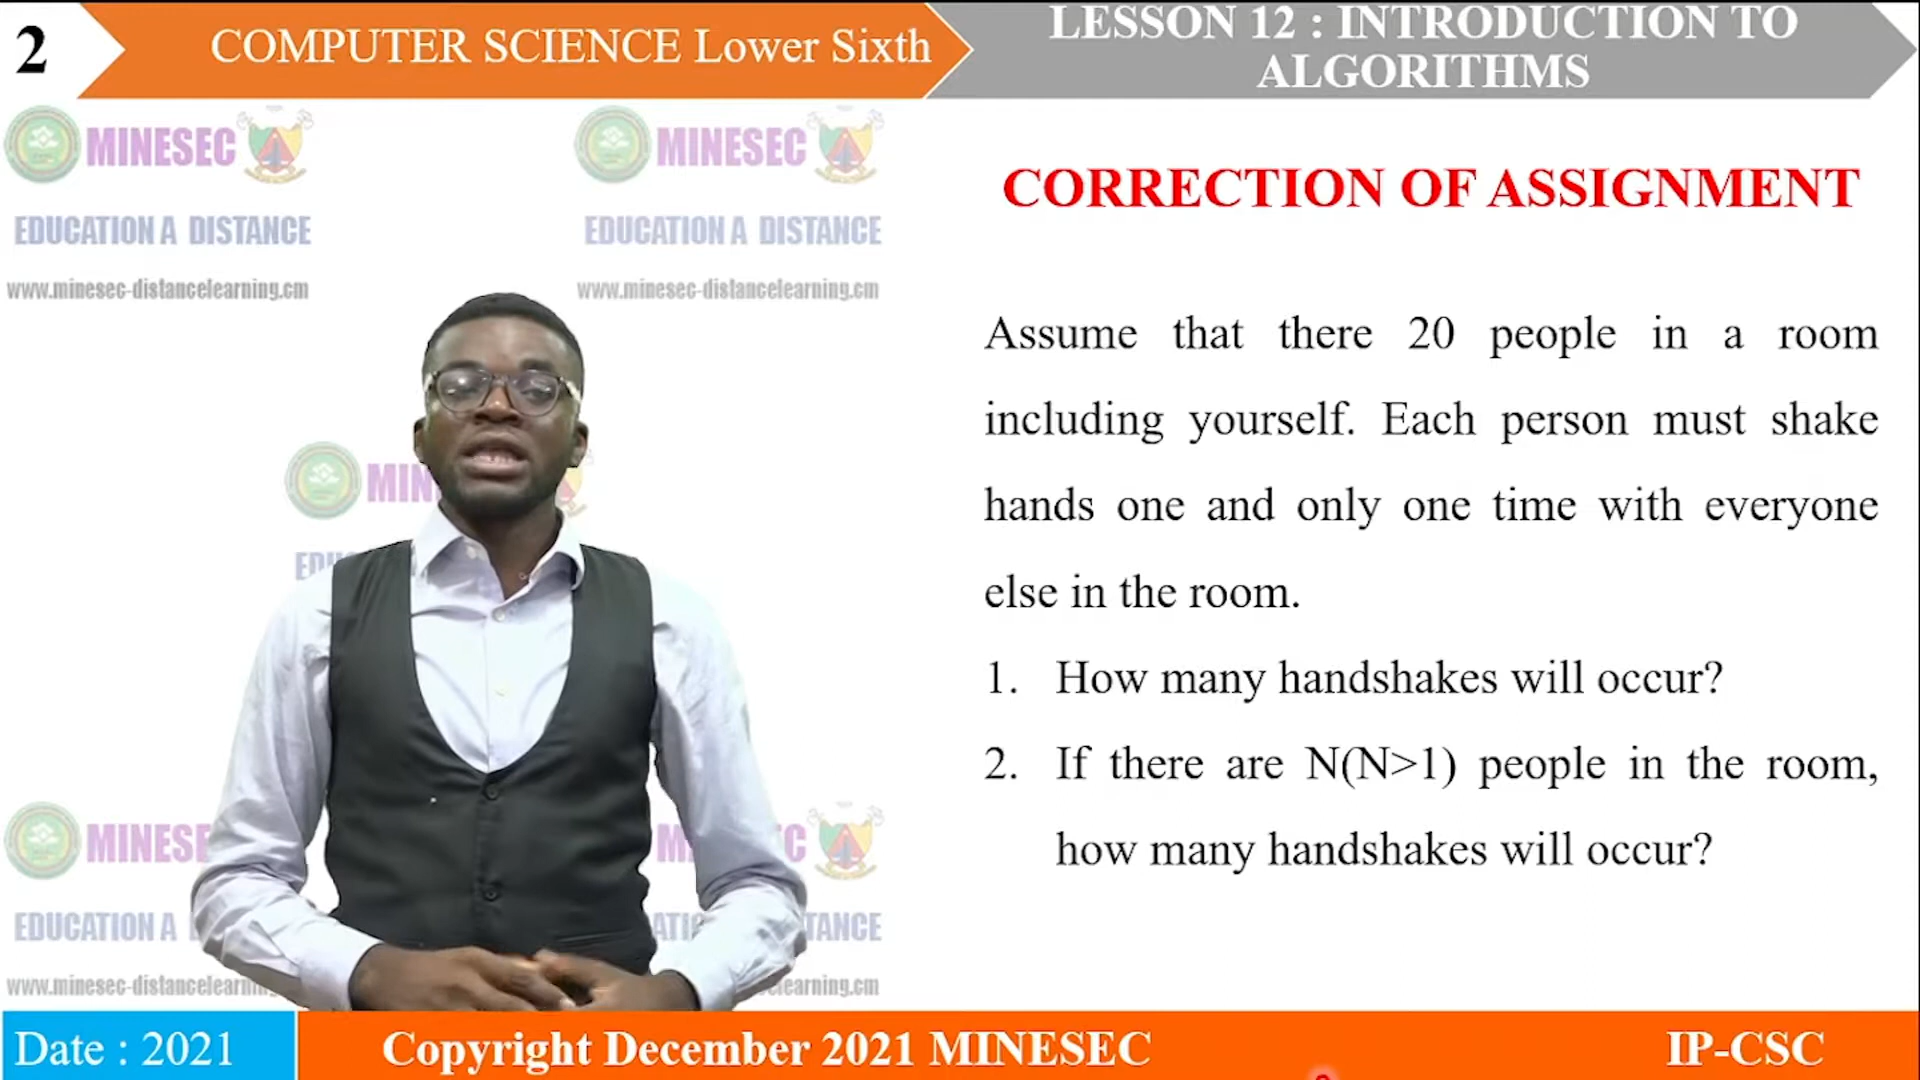 2
COMPUTER SCIENCE Lower Sixth
LESSON 12 : INTRODUCTION TO
ALGORITHMS
MINESEC
MINESEC
EDUCATION A DISTANCE
EDUCATION A DISTANCE
www.minesec-distancelearning.cm
www.minesec-distancelearning.cm
CORRECTION OF ASSIGNMENT
Assume that there 20 people in a room
including yourself. Each person must shake
hands one and only one time with everyone
else in the room.
1. How many handshakes will occur?
2. If there are N(N>1) people in the room,
how many handshakes will occur?
Date : 2021
Copyright December 2021 MINESEC
IP-CSC